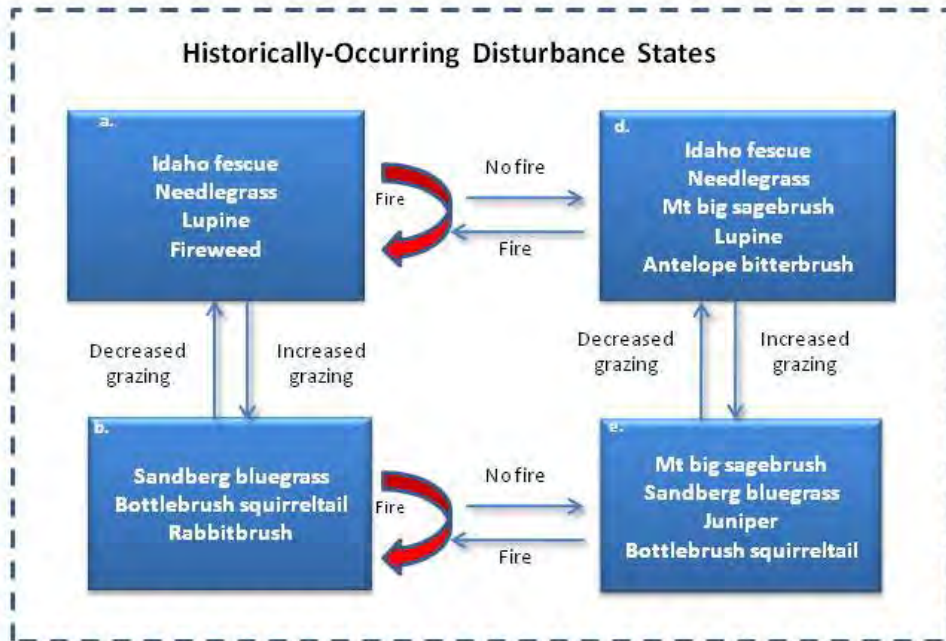 Historically-Occurring Disturbance States
a.
Idaho fescue
Needlegrass
Lupine
Fireweed
Fire
No fire
Fire
d.
Idaho fescue
Needlegrass
Mt big sagebrush
Lupine
Antelope bitterbrush
Decreased
grazing
Increased
grazing
Decreased
grazing
Increased
grazing
b.
Sandberg bluegrass
Bottlebrush squirreltail
Rabbitbrush
Fire
No fire
Fire
e.
Mt big sagebrush
Sandberg bluegrass
Juniper
Bottlebrush squirreltail